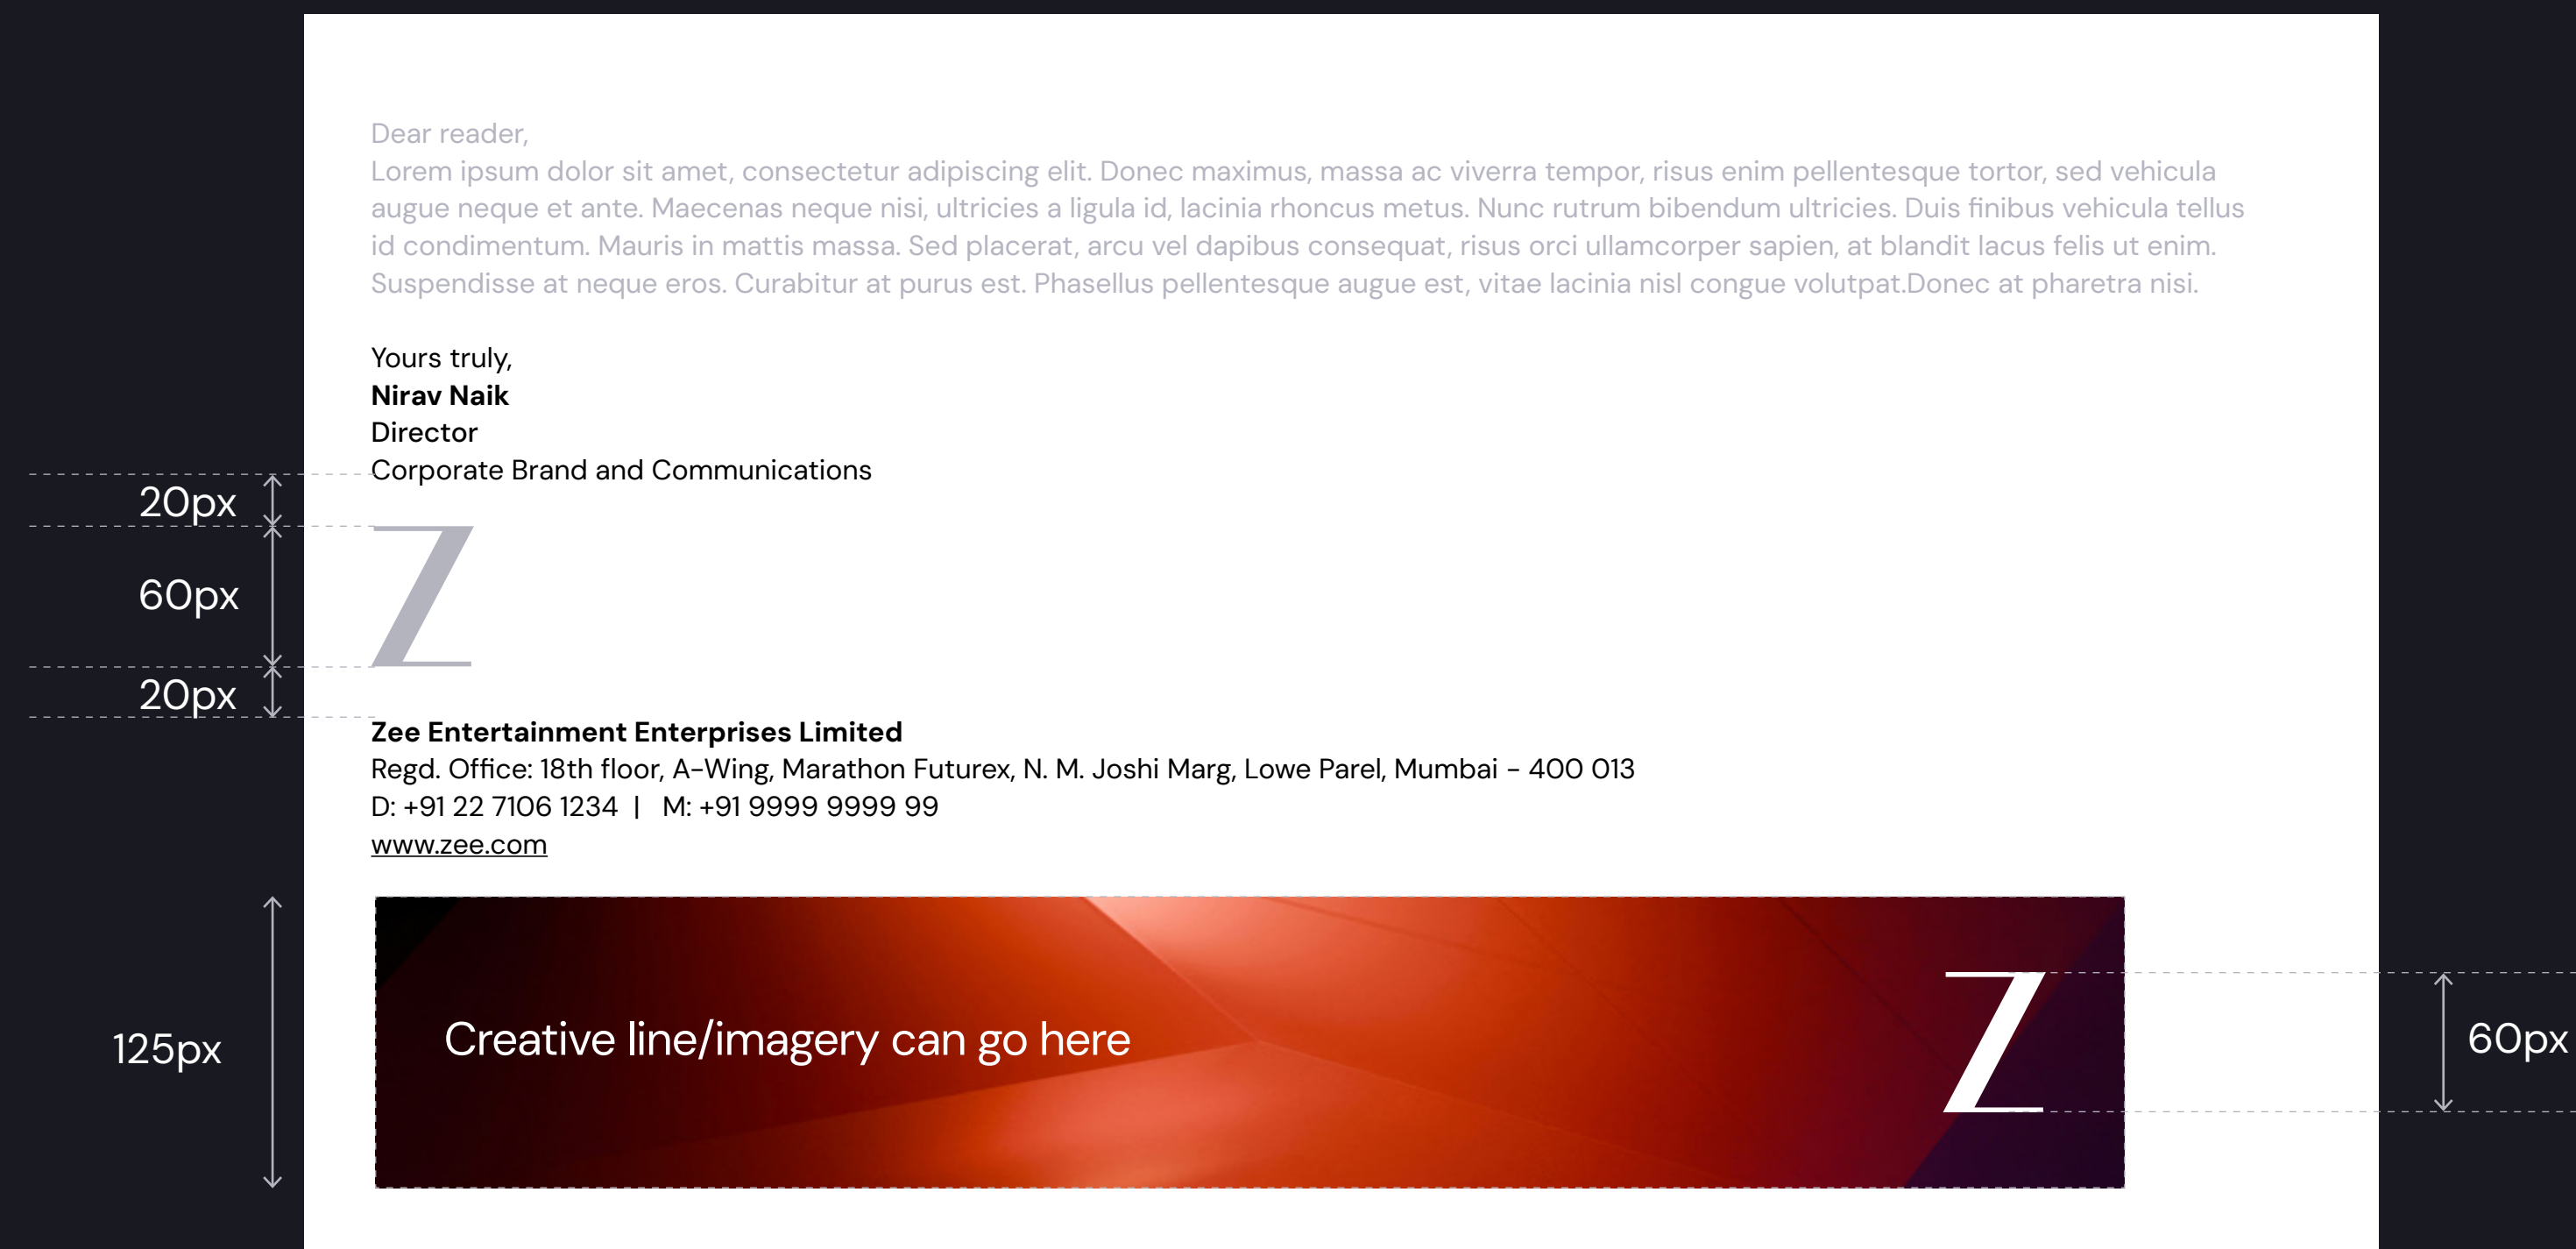 Dear reader,
Lorem ipsum dolor sit amet, consectetur adipiscing elit. Donec maximus, massa ac viverra tempor, risus enim pellentesque tortor, sed vehicula
augue neque et ante. Maecenas neque nisi, ultricies a ligula id, lacinia rhoncus metus. Nunc rutrum bibendum ultricies. Duis finibus vehicula tellus
id condimentum. Mauris in mattis massa. Sed placerat, arcu vel dapibus consequat, risus orci ullamcorper sapien, at blandit lacus felis ut enim.
Suspendisse at neque eros. Curabitur at purus est. Phasellus pellentesque augue est, vitae lacinia nisl congue volutpat.Donec at pharetra nisi.
Yours truly,
Nirav Naik
Director
Corporate Brand and Communications
20px
Z
60px
20px
Zee Entertainment Enterprises Limited
Regd. Office: 18th floor, A-Wing, Marathon Futurex, N. M. Joshi Marg, Lowe Parel, Mumbai - 400 013
D: +91 22 7106 1234 | M: +91 9999 9999 99
www.zee.com
125px
Creative line/imagery can go here
Z
60px